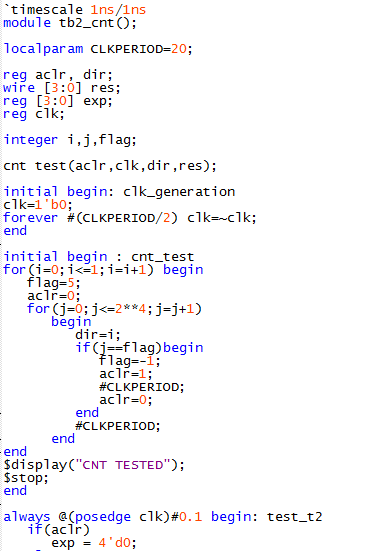 `timescale 1ns/1ns
module tb2_cnt();
localparam CLKPERIOD=20;
reg aclr, dir;
wire [3:0] res;
reg [3:0] exp;
reg clk;
integer i,j,flag;
cnt test(aclr,clk,dir,res);
initial begin: clk_generation
clk=1'b0;
forever #(CLKPERIOD/2) clk=~clk;
end
initial begin : cnt_test
for(i=0;i<=1;i=i+1) begin
flag=5;
aclr=0;
for(j=0;j<=2**4;j=j+1)
begin
dir=i;
if(j==flag)begin
flag=-1;
aclr=1;
#CLKPERIOD;
aclr=0;
end
#CLKPERIOD;
end
end
$display("CNT TESTED");
$stop;
end
always @(posedge clk)#0.1 begin: test_t2
if(aclr)
exp = 4'd0;